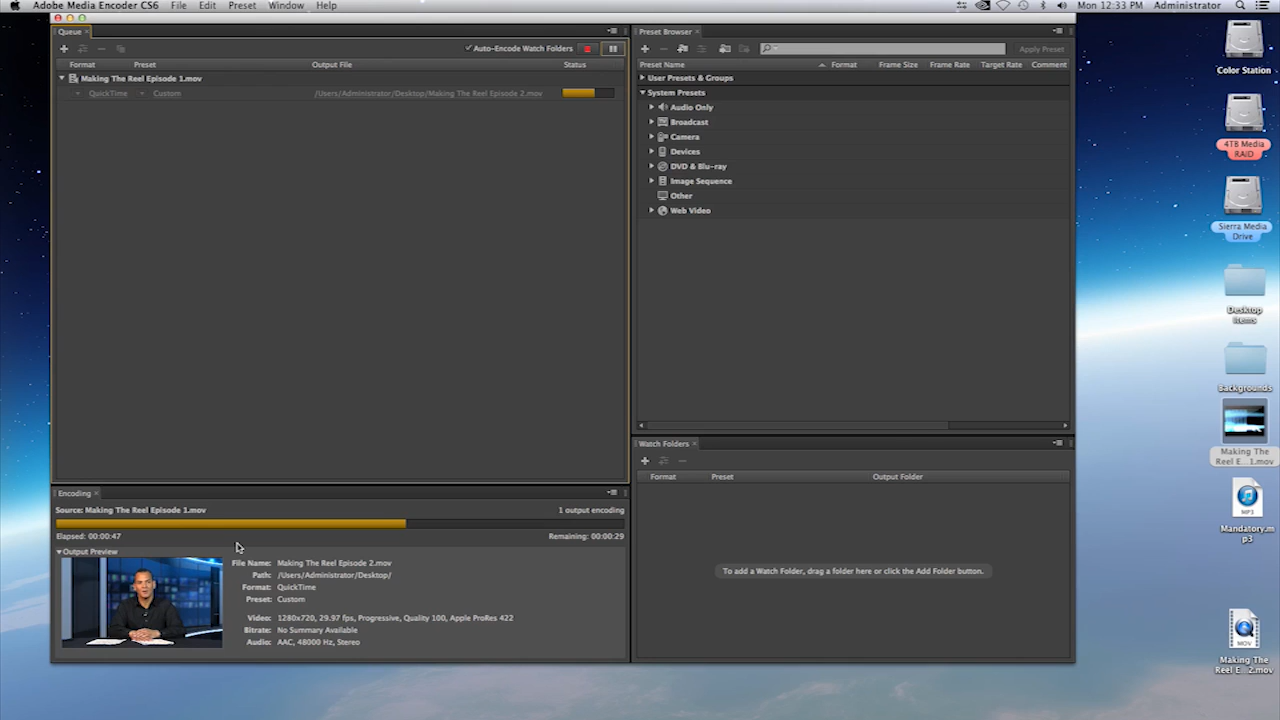 Adobe Media Encoder CS6 File Edit Preset Window Help Mon 12:33 PM Administrator
Queue
Auto-Encode Watch Folders
Format Preset Output File Status
Making The Reel Episode 1.mov
QuickTime Custom /Users/Administrator/Desktop/Making The Reel Episode 2.mov
Preset Browser
Apply Preset
Preset Name Format Frame Size Frame Rate Target Rate Comment
User Presets & Groups
System Presets
Audio Only
Broadcast
Camera
Devices
DVD & Blu-ray
Image Sequence
Other
Web Video
Watch Folders
Format Preset Output Folder
To add a Watch Folder, drag a folder here or click the Add Folder button.
Encoding
Source: Making The Reel Episode 1.mov 1 output encoding
Elapsed: 00:00:47 Remaining: 00:00:29
Output Preview
File Name: Making The Reel Episode 2.mov
Path: /Users/Administrator/Desktop/
Format: QuickTime
Preset: Custom
Video: 1280x720, 29.97 fps, Progressive, Quality 100, Apple ProRes 422
Bitrate: No Summary Available
Audio: AAC, 48000 Hz, Stereo
Color Station
4TB Media
RAID
Sierra Media
Drive
Desktop
Items
Backgrounds
Making The
Reel E...1.mov
MP3
Mandatory.m
p3
MOV
Making The
Reel E...2.mov